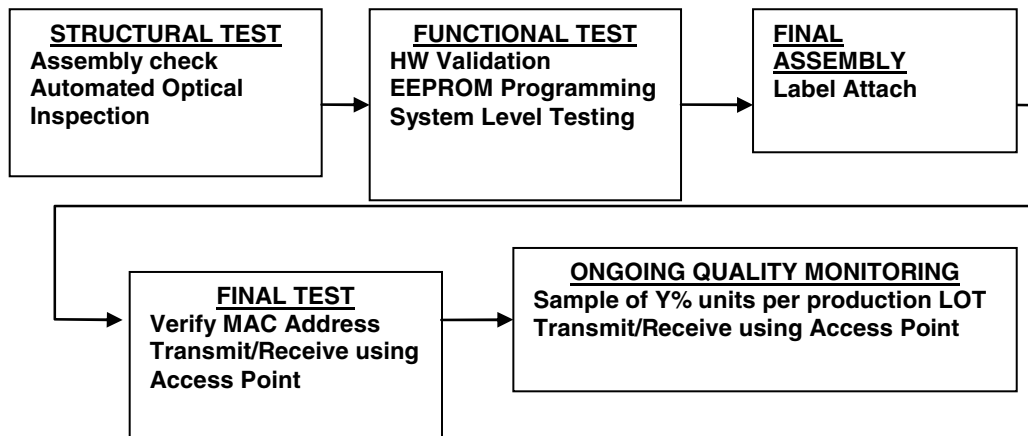 STRUCTURAL TEST
Assembly check
Automated Optical
Inspection
FUNCTIONAL TEST
HW Validation
EEPROM Programming
System Level Testing
FINAL
ASSEMBLY
Label Attach
FINAL TEST
Verify MAC Address
Transmit/Receive using
Access Point
ONGOING QUALITY MONITORING
Sample of Y% units per production LOT
Transmit/Receive using Access Point